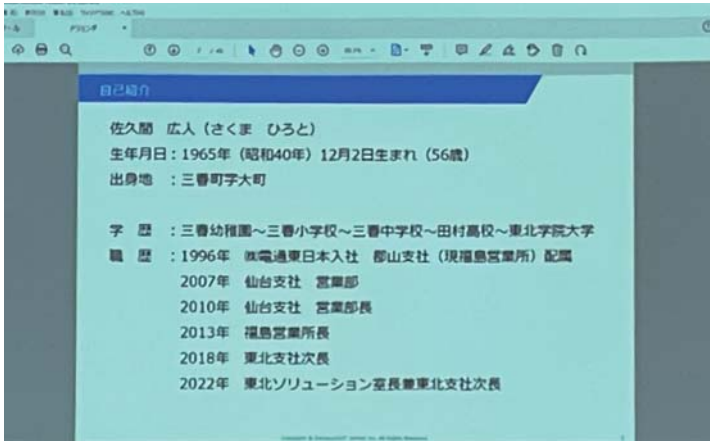 自己紹介
佐久間 広人（さくま ひろと）
生年月日：1965年（昭和40年）12月2日生まれ（56歳）
出身地 ：三春町字大町
学 歴 ：三春幼稚園～三春小学校～三春中学校～田村高校～東北学院大学
職 歴 ：1996年 ㈱電通東日本入社 郡山支社（現福島営業所）配属
2007年 仙台支社 営業部
2010年 仙台支社 営業部長
2013年 福島営業所長
2018年 東北支社次長
2022年 東北ソリューション室長兼東北支社次長